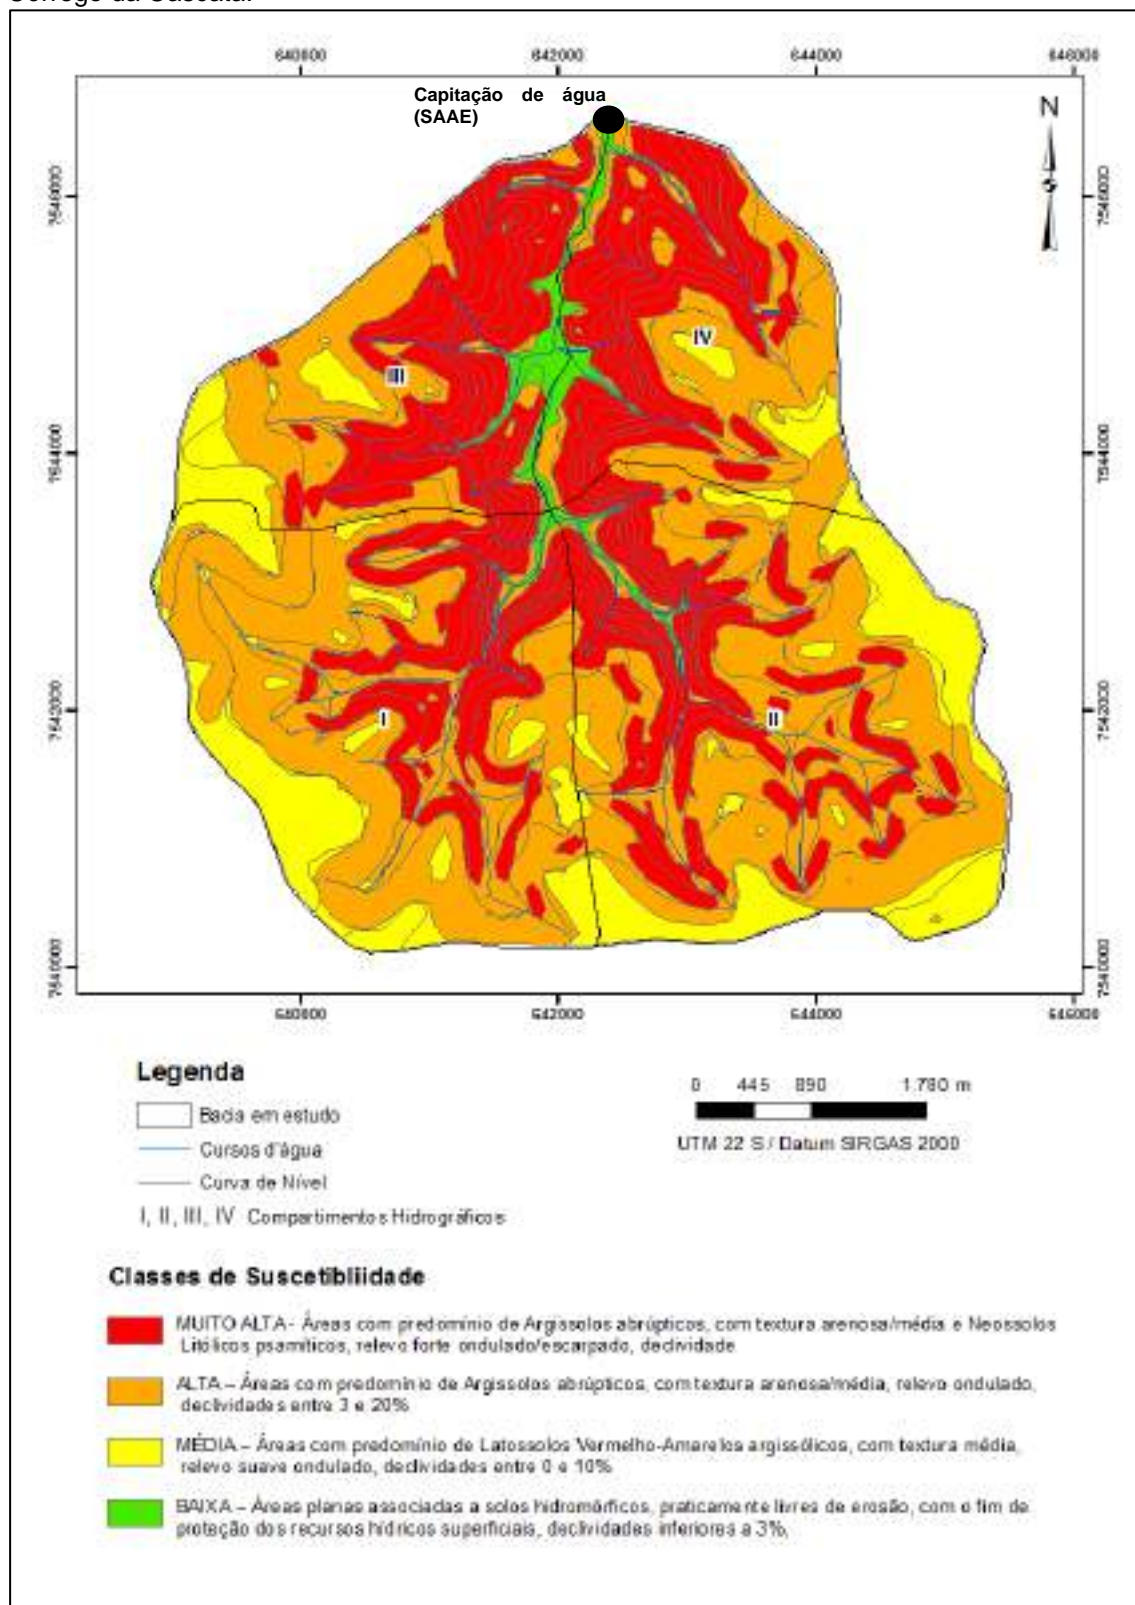 Córrego da Cascata.
640000 642000 644000 646000
Capitação de água
(SAAE)
N
7546000 7546000
IV
III
7544000 7544000
7542000 7542000
I II
7540000 7540000
640000 642000 644000 646000
Legenda
Bacia em estudo
Cursos d'água
Curva de Nível
I, II, III, IV Compartimentos Hidrográficos
0 445 890 1.780 m
UTM 22 S / Datum SIRGAS 2000
Classes de Suscetibliidade
MUITO ALTA- Áreas com predomínio de Argissolos abrúpticos, com textura arenosa/média e Neossolos
Litólicos psamíticos, relevo forte ondulado/escarpado, declividade
ALTA – Áreas com predomínio de Argissolos abrúpticos, com textura arenosa/média, relevo ondulado,
declividades entre 3 e 20%
MÉDIA – Áreas com predomínio de Latossolos Vermelho-Amarelos argissólicos, com textura média,
relevo suave ondulado, declividades entre 0 e 10%
BAIXA – Áreas planas associadas a solos hidromórficos, praticamente livres de erosão, com o fim de
proteção dos recursos hídricos superficiais, declividades inferiores a 3%,